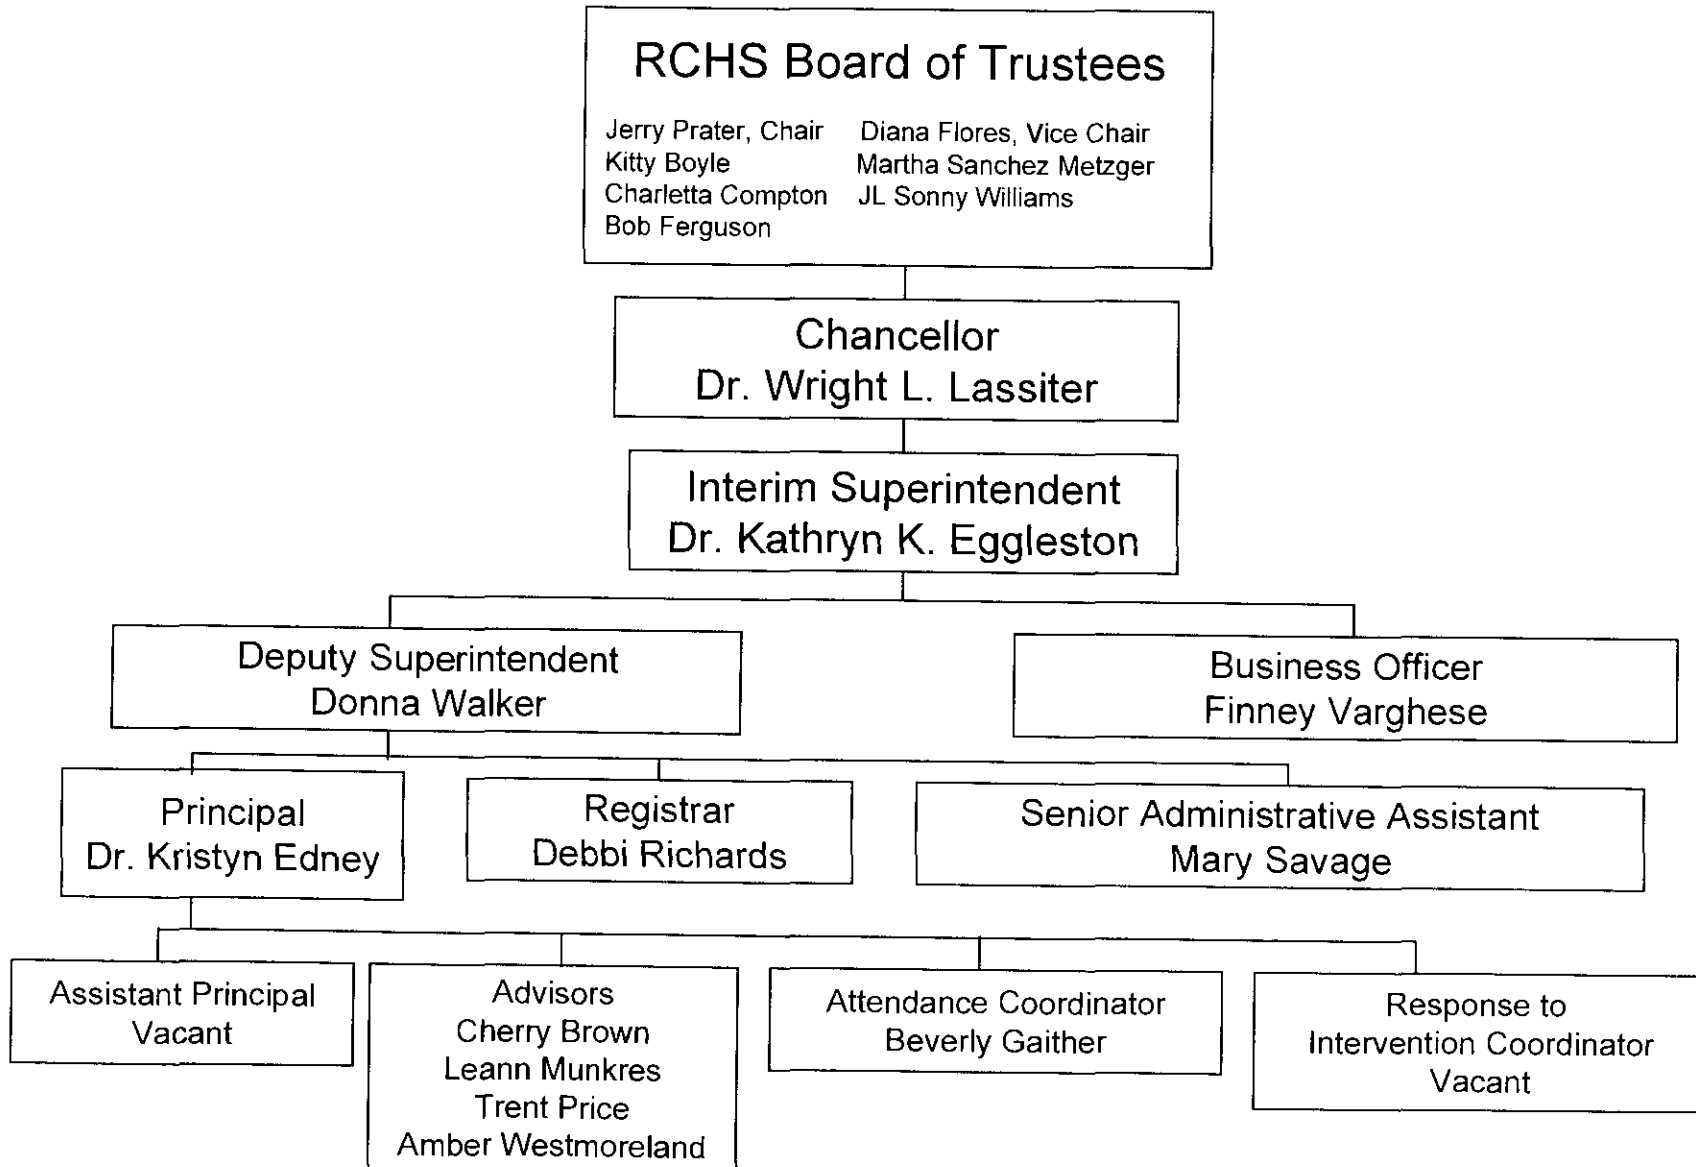 RCHS Board of Trustees
Jerry Prater, Chair Diana Flores, Vice Chair
Kitty Boyle Martha Sanchez Metzger
Charletta Compton JL Sonny Williams
Bob Ferguson
Chancellor
Dr. Wright L. Lassiter
Interim Superintendent
Dr. Kathryn K. Eggleston
Deputy Superintendent
Donna Walker
Business Officer
Finney Varghese
Principal
Dr. Kristyn Edney
Registrar
Debbi Richards
Senior Administrative Assistant
Mary Savage
Assistant Principal
Vacant
Advisors
Cherry Brown
Leann Munkres
Trent Price
Amber Westmoreland
Attendance Coordinator
Beverly Gaither
Response to
Intervention Coordinator
Vacant